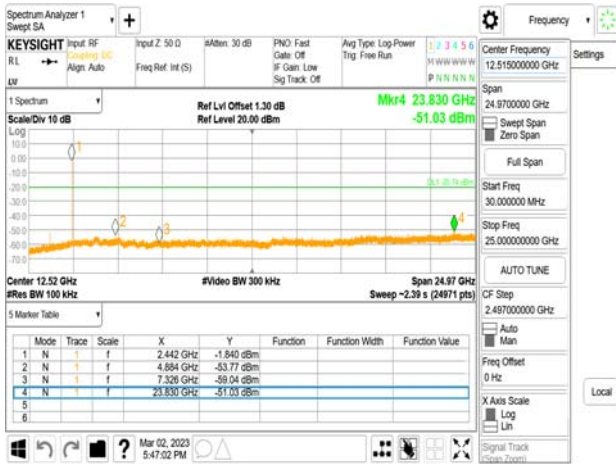 Spectrum Analyzer 1
Swept SA
Frequency
KEYSIGHT
RL
Input: RF
Coupling: DC
Align: Auto
Input Z: 50 Ω
Freq Ref: Int (S)
#Atten: 30 dB
PNO: Fast
Gate: Off
IF Gain: Low
Sig Track: Off
Avg Type: Log-Power
Trig: Free Run
1 2 3 4 5 6
M W W W W W
P N N N N N
1 Spectrum
Scale/Div 10 dB
Ref Lvl Offset 1.30 dB
Ref Level 20.00 dBm
Mkr4 23.830 GHz
-51.03 dBm
Log
10.0
0.00
-10.0
-20.0
-30.0
-40.0
-50.0
-60.0
-70.0
1
2
3
4
Center 12.52 GHz
#Res BW 100 kHz
#Video BW 300 kHz
Span 24.97 GHz
Sweep ~2.39 s (24971 pts)
5 Marker Table
Mode Trace Scale X Y Function Function Width Function Value
1 N 1 f 2.442 GHz -1.840 dBm
2 N 1 f 4.884 GHz -53.77 dBm
3 N 1 f 7.326 GHz -59.04 dBm
4 N 1 f 23.830 GHz -51.03 dBm
5
6
Mar 02, 2023
5:47:02 PM
Center Frequency
12.515000000 GHz
Settings
Span
24.9700000 GHz
Swept Span
Zero Span
Full Span
Start Freq
30.000000 MHz
Stop Freq
25.000000000 GHz
AUTO TUNE
CF Step
2.497000000 GHz
Auto
Man
Freq Offset
0 Hz
X Axis Scale
Log
Lin
Local
Signal Track
(Span Zoom)